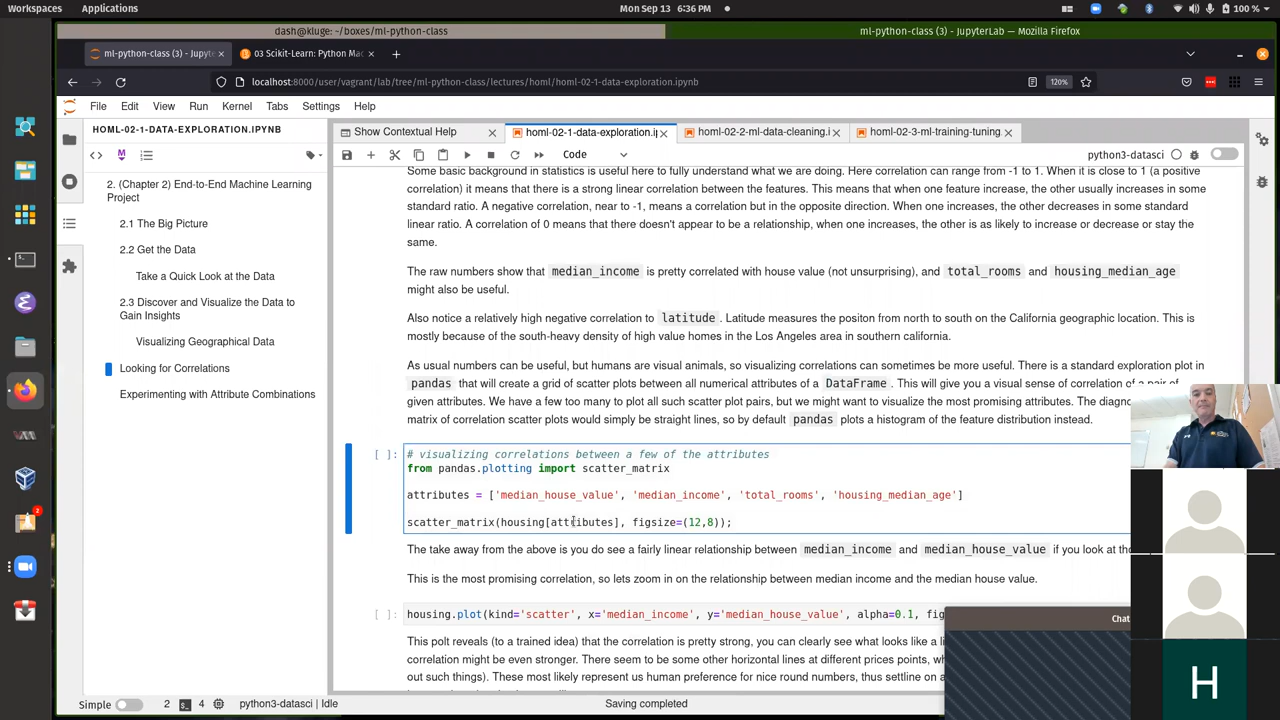 Workspaces Applications Mon Sep 13 6:36 PM 100 %
dash@kluge: ~/boxes/ml-python-class ml-python-class (3) - JupyterLab — Mozilla Firefox
ml-python-class (3) - Jupyte 03 Scikit-Learn: Python Mac
localhost:8000/user/vagrant/lab/tree/ml-python-class/lectures/homl/homl-02-1-data-exploration.ipynb 120%
File Edit View Run Kernel Tabs Settings Help
HOML-02-1-DATA-EXPLORATION.IPYNB
2. (Chapter 2) End-to-End Machine Learning
Project
2.1 The Big Picture
2.2 Get the Data
Take a Quick Look at the Data
2.3 Discover and Visualize the Data to
Gain Insights
Visualizing Geographical Data
Looking for Correlations
Experimenting with Attribute Combinations
Show Contextual Help homl-02-1-data-exploration.ip homl-02-2-ml-data-cleaning.i homl-02-3-ml-training-tuning.
Code python3-datasci
Some basic background in statistics is useful here to fully understand what we are doing. Here correlation can range from -1 to 1. When it is close to 1 (a positive
correlation) it means that there is a strong linear correlation between the features. This means that when one feature increase, the other usually increases in some
standard ratio. A negative correlation, near to -1, means a correlation but in the opposite direction. When one increases, the other decreases in some standard
linear ratio. A correlation of 0 means that there doesn't appear to be a relationship, when one increases, the other is as likely to increase or decrease or stay the
same.
The raw numbers show that median_income is pretty correlated with house value (not unsurprising), and total_rooms and housing_median_age
might also be useful.
Also notice a relatively high negative correlation to latitude. Latitude measures the positon from north to south on the California geographic location. This is
mostly because of the south-heavy density of high value homes in the Los Angeles area in southern california.
As usual numbers can be useful, but humans are visual animals, so visualizing correlations can sometimes be more useful. There is a standard exploration plot in
pandas that will create a grid of scatter plots between all numerical attributes of a DataFrame. This will give you a visual sense of correlation of a pair of
given attributes. We have a few too many to plot all such scatter plot pairs, but we might want to visualize the most promising attributes. The diagno
matrix of correlation scatter plots would simply be straight lines, so by default pandas plots a histogram of the feature distribution instead.
[ ]: # visualizing correlations between a few of the attributes
from pandas.plotting import scatter_matrix
attributes = ['median_house_value', 'median_income', 'total_rooms', 'housing_median_age']
scatter_matrix(housing[attributes], figsize=(12,8));
The take away from the above is you do see a fairly linear relationship between median_income and median_house_value if you look at th
This is the most promising correlation, so lets zoom in on the relationship between median income and the median house value.
[ ]: housing.plot(kind='scatter', x='median_income', y='median_house_value', alpha=0.1, fig
This polt reveals (to a trained idea) that the correlation is pretty strong, you can clearly see what looks like a li
correlation might be even stronger. There seem to be some other horizontal lines at different prices points, wh
out such things). These most likely represent us human preference for nice round numbers, thus settline on a
Chat
H
2
Simple 2 4 python3-datasci | Idle Saving completed